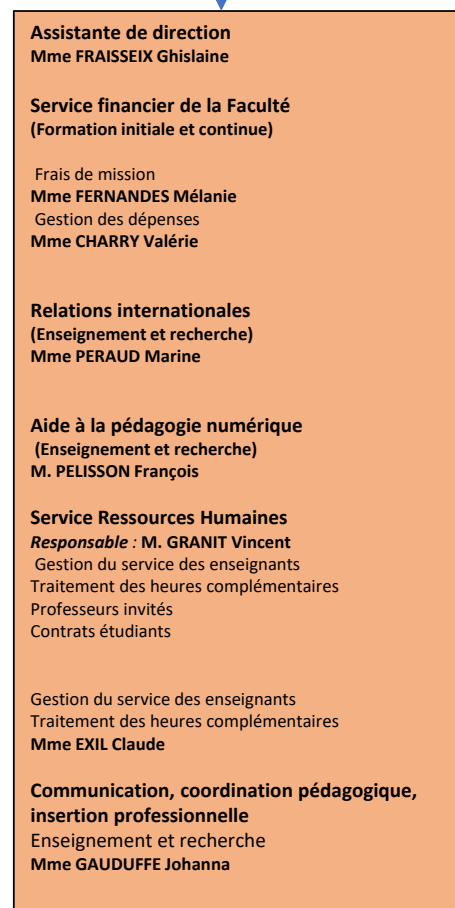 Assistante de direction
Mme FRAISSEIX Ghislaine
Service financier de la Faculté
(Formation initiale et continue)
Frais de mission
Mme FERNANDES Mélanie
Gestion des dépenses
Mme CHARRY Valérie
Relations internationales
(Enseignement et recherche)
Mme PERAUD Marine
Aide à la pédagogie numérique
(Enseignement et recherche)
M. PELISSON François
Service Ressources Humaines
Responsable : M. GRANIT Vincent
Gestion du service des enseignants
Traitement des heures complémentaires
Professeurs invités
Contrats étudiants
Gestion du service des enseignants
Traitement des heures complémentaires
Mme EXIL Claude
Communication, coordination pédagogique,
insertion professionnelle
Enseignement et recherche
Mme GAUDUFFE Johanna